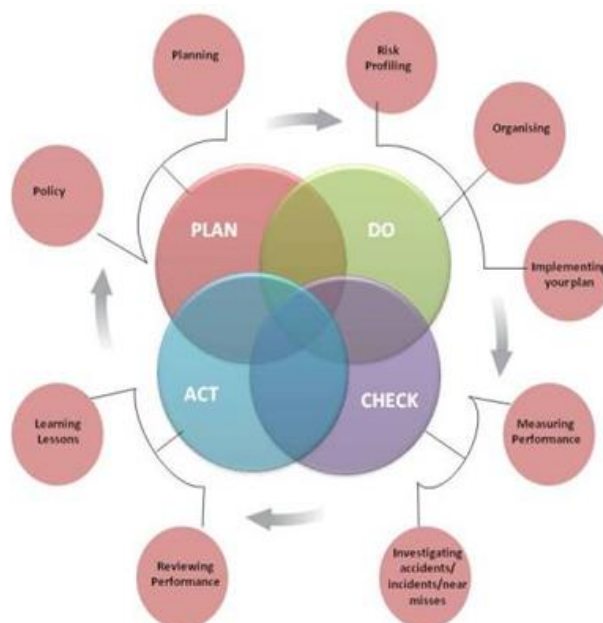 Planning
Risk
Profiling
Organising
Policy
PLAN
DO
Implementing
your plan
ACT
CHECK
Learning
Lessons
Measuring
Performance
Reviewing
Performance
Investigating
accidents/
incidents/near
misses